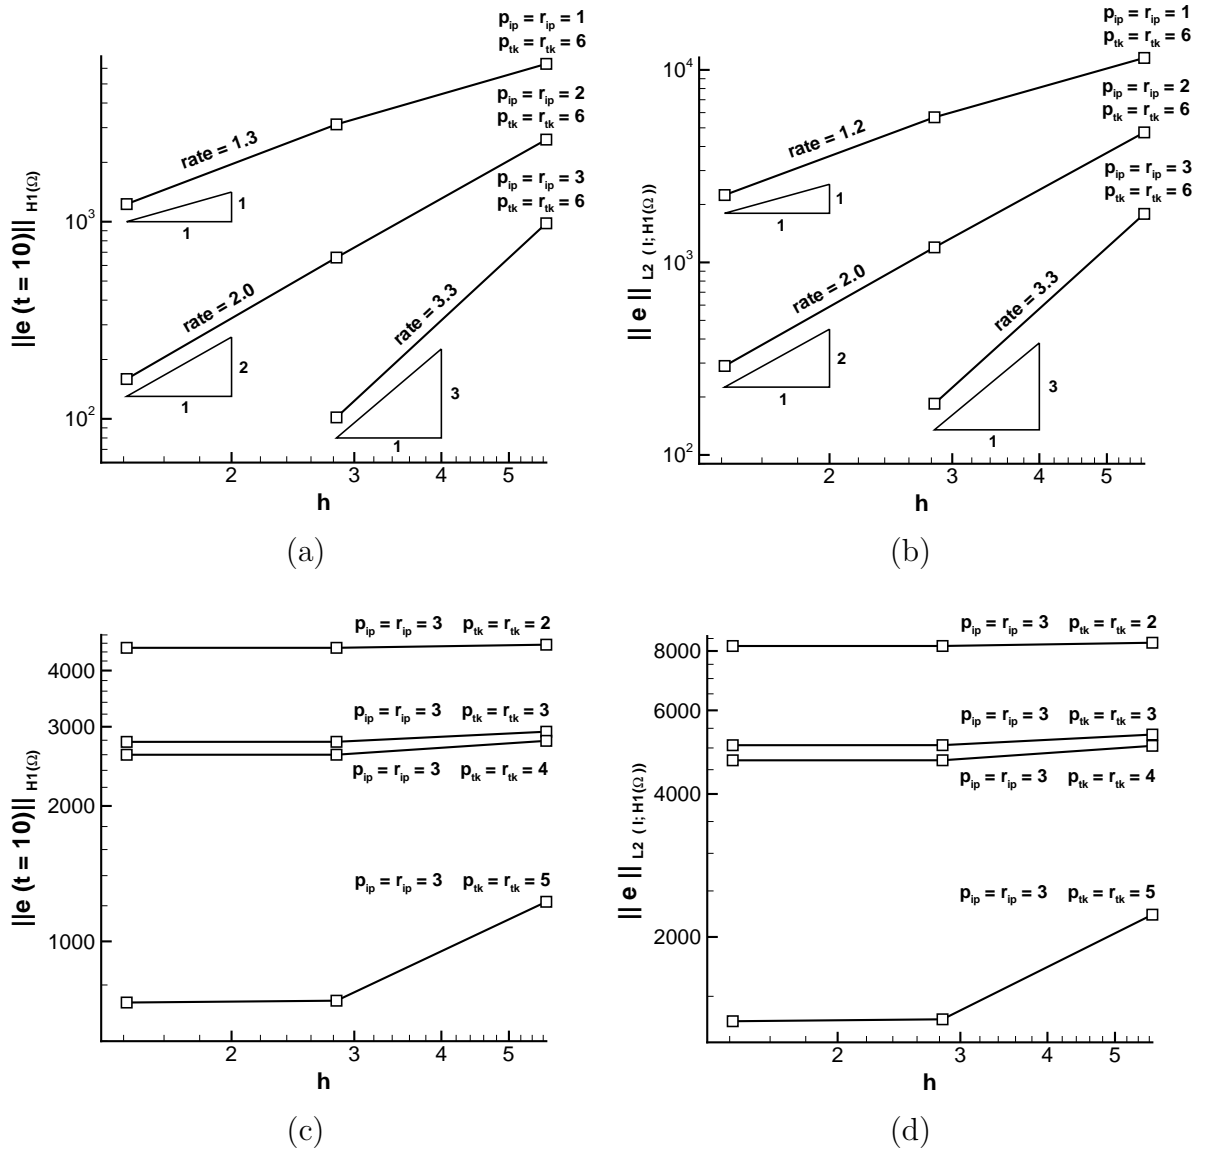 p_ip = r_ip = 1
p_tk = r_tk = 6
p_ip = r_ip = 2
p_tk = r_tk = 6
p_ip = r_ip = 3
p_tk = r_tk = 6
rate = 1.3
rate = 2.0
rate = 3.3
1
1
2
1
3
1
10^3
10^2
||e (t = 10)|| H1(Ω)
2 3 4 5
h
(a)
p_ip = r_ip = 1
p_tk = r_tk = 6
p_ip = r_ip = 2
p_tk = r_tk = 6
p_ip = r_ip = 3
p_tk = r_tk = 6
rate = 1.2
rate = 2.0
rate = 3.3
1
1
2
1
3
1
10^4
10^3
10^2
|| e || L2 ( I; H1(Ω))
2 3 4 5
h
(b)
p_ip = r_ip = 3 p_tk = r_tk = 2
p_ip = r_ip = 3 p_tk = r_tk = 3
p_ip = r_ip = 3 p_tk = r_tk = 4
p_ip = r_ip = 3 p_tk = r_tk = 5
4000
3000
2000
1000
||e (t = 10)|| H1(Ω)
2 3 4 5
h
(c)
p_ip = r_ip = 3 p_tk = r_tk = 2
p_ip = r_ip = 3 p_tk = r_tk = 3
p_ip = r_ip = 3 p_tk = r_tk = 4
p_ip = r_ip = 3 p_tk = r_tk = 5
8000
6000
4000
2000
|| e || L2 ( I; H1(Ω))
2 3 4 5
h
(d)